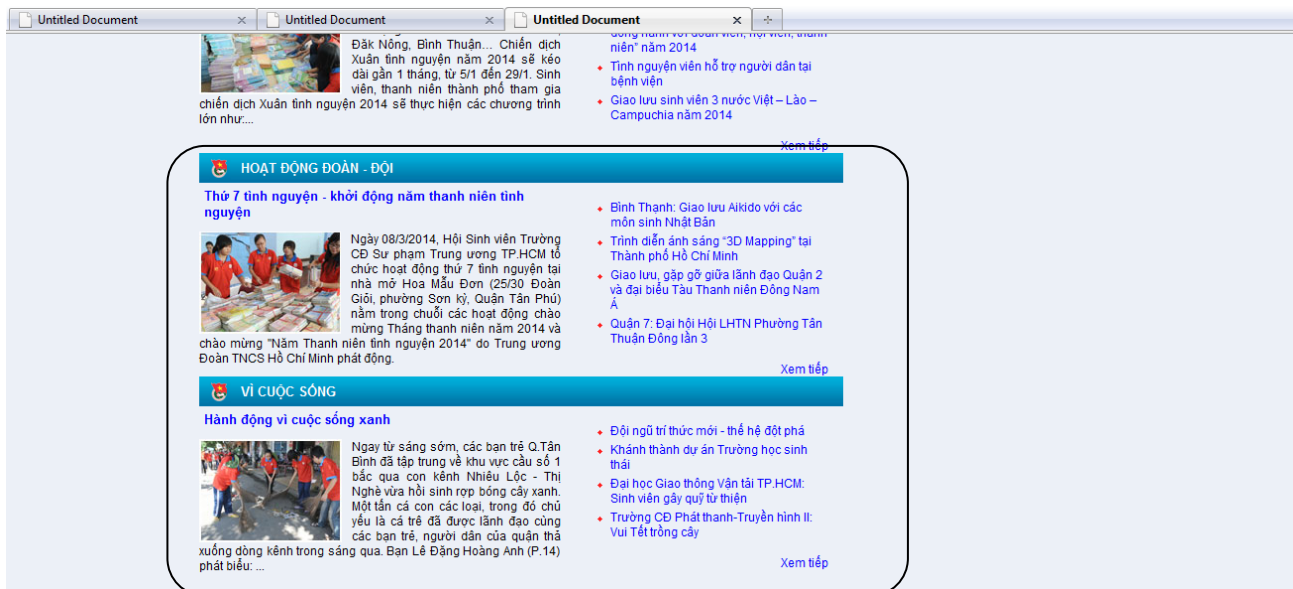 Untitled Document
Untitled Document
Untitled Document
Đăk Nông, Bình Thuận... Chiến dịch
Xuân tình nguyện năm 2014 sẽ kéo
dài gần 1 tháng, từ 5/1 đến 29/1. Sinh
viên, thanh niên thành phố tham gia
chiến dịch Xuân tình nguyện 2014 sẽ thực hiện các chương trình
lớn như:...
đồng hành với đoàn viên, hội viên, thanh
niên" năm 2014
Tình nguyện viên hỗ trợ người dân tại
bệnh viện
Giao lưu sinh viên 3 nước Việt – Lào –
Campuchia năm 2014
Xem tiếp
HOẠT ĐỘNG ĐOÀN - ĐỘI
Thứ 7 tình nguyện - khởi động năm thanh niên tình
nguyện
Ngày 08/3/2014, Hội Sinh viên Trường
CĐ Sư phạm Trung ương TP.HCM tổ
chức hoạt động thứ 7 tình nguyện tại
nhà mở Hoa Mẫu Đơn (25/30 Đoàn
Giỏi, phường Sơn kỳ, Quận Tân Phú)
nằm trong chuỗi các hoạt động chào
mừng Tháng thanh niên năm 2014 và
chào mừng "Năm Thanh niên tình nguyện 2014" do Trung ương
Đoàn TNCS Hồ Chí Minh phát động.
Bình Thạnh: Giao lưu Aikido với các
môn sinh Nhật Bản
Trình diễn ánh sáng "3D Mapping" tại
Thành phố Hồ Chí Minh
Giao lưu, gặp gỡ giữa lãnh đạo Quận 2
và đại biểu Tàu Thanh niên Đông Nam
Á
Quận 7: Đại hội Hội LHTN Phường Tân
Thuận Đông lần 3
Xem tiếp
VÌ CUỘC SỐNG
Hành động vì cuộc sống xanh
Ngay từ sáng sớm, các bạn trẻ Q.Tân
Bình đã tập trung về khu vực cầu số 1
bắc qua con kênh Nhiêu Lộc - Thị
Nghè vừa hồi sinh rợp bóng cây xanh.
Một tấn cá con các loại, trong đó chủ
yếu là cá trê đã được lãnh đạo cùng
các bạn trẻ, người dân của quận thả
xuống dòng kênh trong sáng qua. Bạn Lê Đặng Hoàng Anh (P.14)
phát biểu: ...
Đội ngũ trí thức mới - thế hệ đột phá
Khánh thành dự án Trường học sinh
thái
Đại học Giao thông Vận tải TP.HCM:
Sinh viên gây quỹ từ thiện
Trường CĐ Phát thanh-Truyền hình II:
Vui Tết trồng cây
Xem tiếp